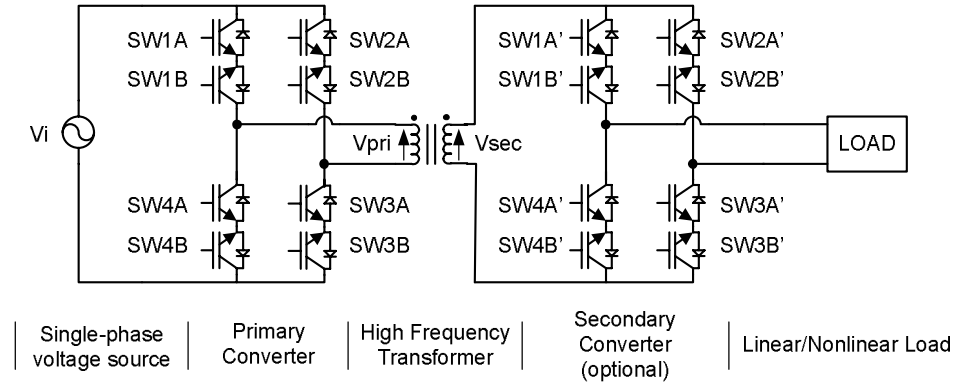 SW1A
SW2A
SW1A’
SW2A’
SW1B
SW2B
SW1B’
SW2B’
Vi
Vpri
Vsec
LOAD
SW4A
SW3A
SW4A’
SW3A’
SW4B
SW3B
SW4B’
SW3B’
Single-phase
voltage source
Primary
Converter
High Frequency
Transformer
Secondary
Converter
(optional)
Linear/Nonlinear Load